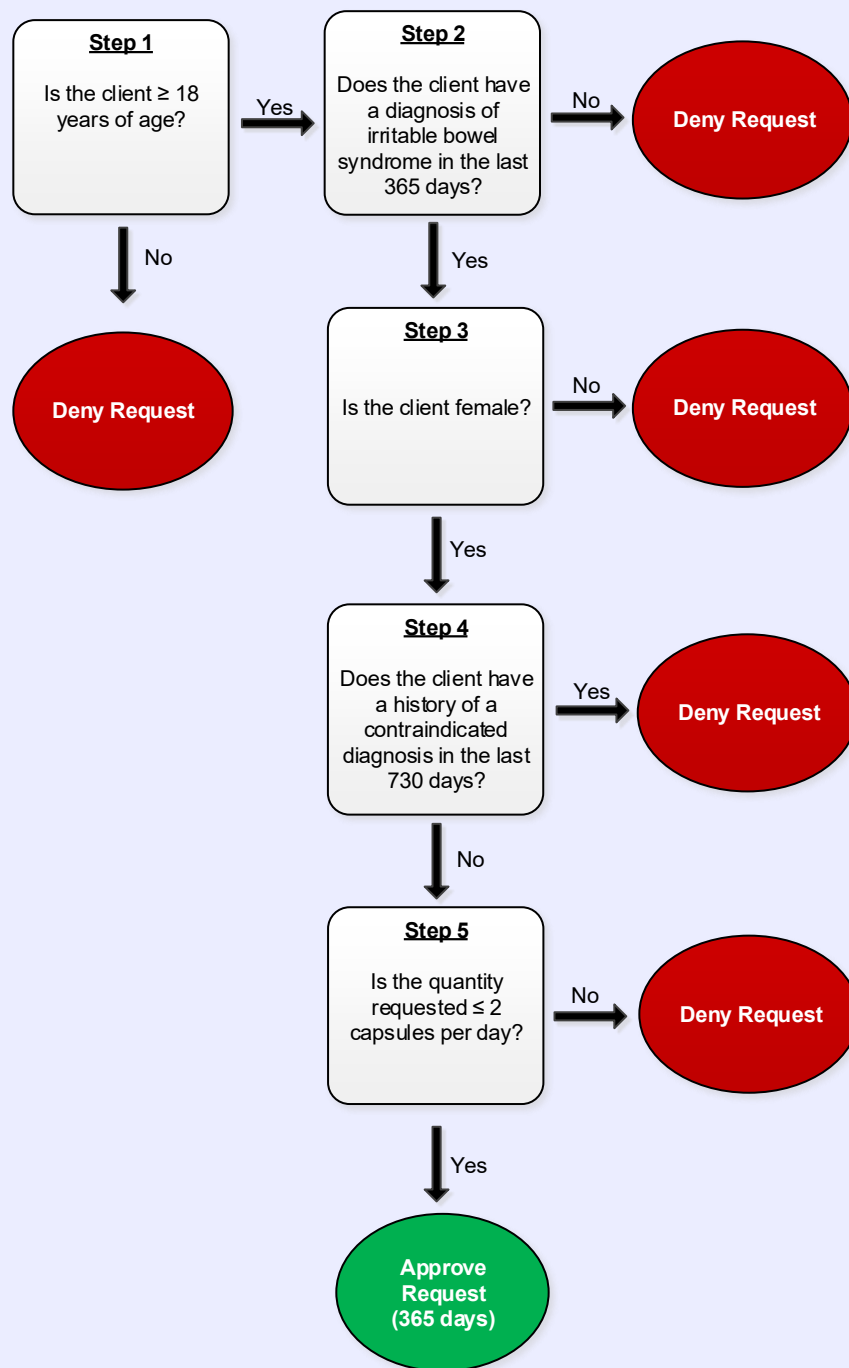 Step 1
Is the client ≥ 18
years of age?
Yes
Step 2
Does the client have
a diagnosis of
irritable bowel
syndrome in the last
365 days?
No
Deny Request
No
Deny Request
Yes
Step 3
Is the client female?
No
Deny Request
Yes
Step 4
Does the client have
a history of a
contraindicated
diagnosis in the last
730 days?
Yes
Deny Request
No
Step 5
Is the quantity
requested ≤ 2
capsules per day?
No
Deny Request
Yes
Approve
Request
(365 days)